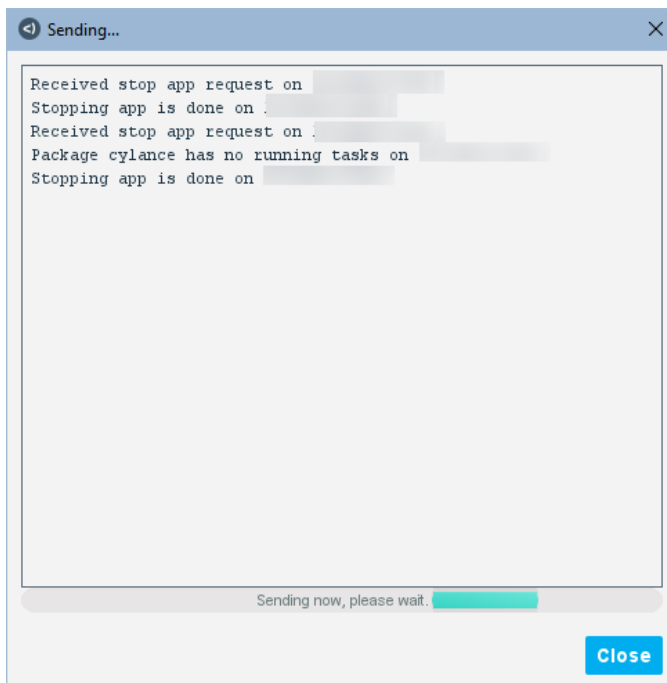 Sending...
Received stop app request on
Stopping app is done on
Received stop app request on
Package cylance has no running tasks on
Stopping app is done on
Sending now, please wait.
Close